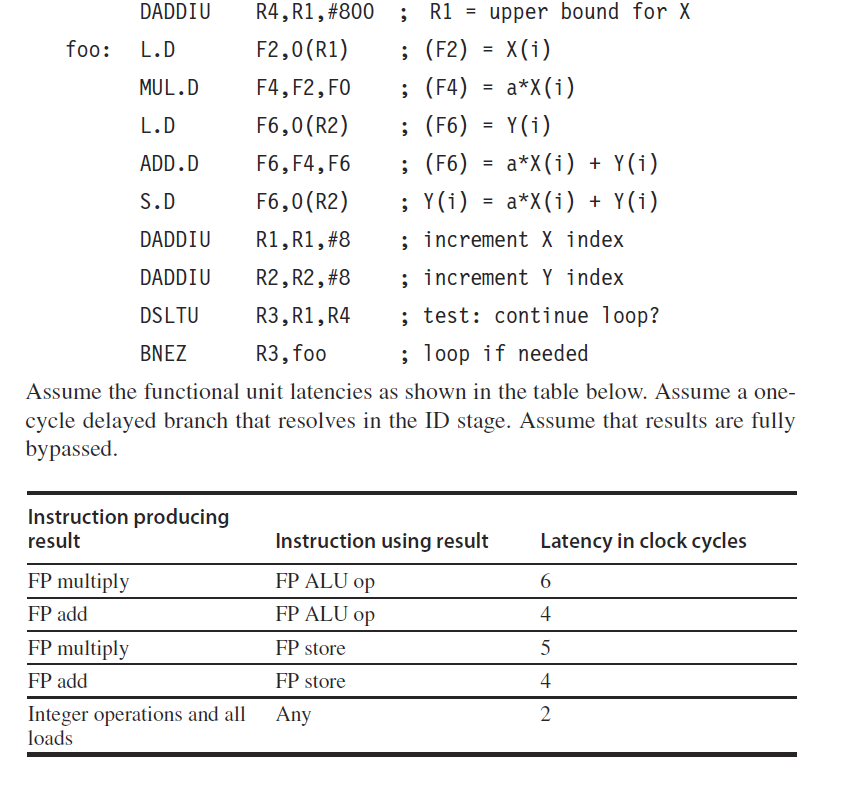 DADDIU R4,R1,#800 ; R1 = upper bound for X
foo: L.D F2,0(R1) ; (F2) = X(i)
MUL.D F4,F2,F0 ; (F4) = a*X(i)
L.D F6,0(R2) ; (F6) = Y(i)
ADD.D F6,F4,F6 ; (F6) = a*X(i) + Y(i)
S.D F6,0(R2) ; Y(i) = a*X(i) + Y(i)
DADDIU R1,R1,#8 ; increment X index
DADDIU R2,R2,#8 ; increment Y index
DSLTU R3,R1,R4 ; test: continue loop?
BNEZ R3,foo ; loop if needed
Assume the functional unit latencies as shown in the table below. Assume a one-
cycle delayed branch that resolves in the ID stage. Assume that results are fully
bypassed.
Instruction producing
result Instruction using result Latency in clock cycles
FP multiply FP ALU op 6
FP add FP ALU op 4
FP multiply FP store 5
FP add FP store 4
Integer operations and all Any 2
loads